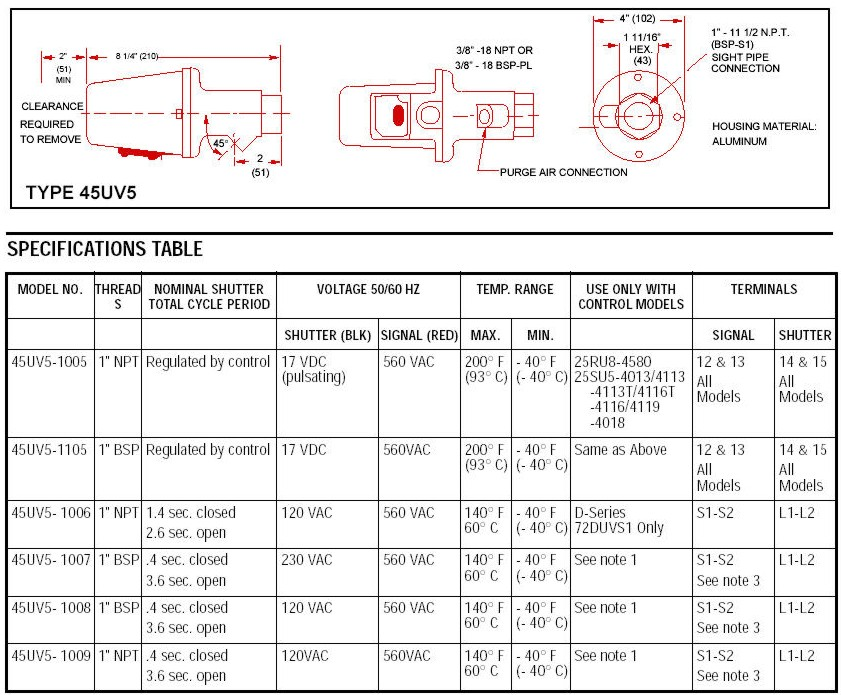 2"
(51)
MIN
8 1/4" (210)
CLEARANCE
REQUIRED
TO REMOVE
45°
2
(51)
3/8" -18 NPT OR
3/8" - 18 BSP-PL
PURGE AIR CONNECTION
4" (102)
1 11/16"
HEX.
(43)
1" - 11 1/2 N.P.T.
(BSP-S1)
SIGHT PIPE
CONNECTION
HOUSING MATERIAL:
ALUMINUM
TYPE 45UV5
SPECIFICATIONS TABLE
MODEL NO. THREAD NOMINAL SHUTTER VOLTAGE 50/60 HZ TEMP. RANGE USE ONLY WITH TERMINALS
S TOTAL CYCLE PERIOD CONTROL MODELS
SHUTTER (BLK) SIGNAL (RED) MAX. MIN. SIGNAL SHUTTER
45UV5-1005 1" NPT Regulated by control 17 VDC 560 VAC 200° F - 40° F 25RU8-4580 12 & 13 14 & 15
(pulsating) (93° C) (- 40° C) 25SU5-4013/4113 All All
-4113T/4116T Models Models
-4116/4119
-4018
45UV5-1105 1" BSP Regulated by control 17 VDC 560VAC 200° F - 40° F Same as Above 12 & 13 14 & 15
(93° C) (- 40° C) All All
Models Models
45UV5- 1006 1" NPT 1.4 sec. closed 120 VAC 560 VAC 140° F - 40° F D-Series S1-S2 L1-L2
2.6 sec. open 60° C (- 40° C) 72DUVS1 Only
45UV5- 1007 1" BSP .4 sec. closed 230 VAC 560 VAC 140° F - 40° F See note 1 S1-S2 L1-L2
3.6 sec. open 60° C (- 40° C) See note 3
45UV5- 1008 1" BSP .4 sec. closed 120 VAC 560 VAC 140° F - 40° F See note 1 S1-S2 L1-L2
3.6 sec. open 60° C (- 40° C) See note 3
45UV5- 1009 1" NPT .4 sec. closed 120VAC 560VAC 140° F - 40° F See note 1 S1-S2 L1-L2
3.6 sec. open 60° C (- 40° C) See note 3